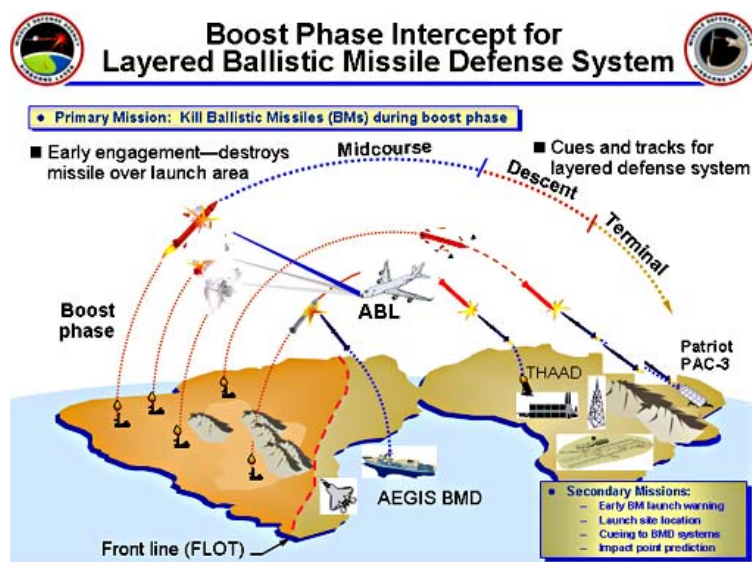 Boost Phase Intercept for
Layered Ballistic Missile Defense System
• Primary Mission: Kill Ballistic Missiles (BMs) during boost phase
■ Early engagement—destroys
missile over launch area
■ Cues and tracks for
layered defense system
Midcourse
Descent
Terminal
Boost
phase
ABL
THAAD
Patriot
PAC-3
AEGIS BMD
Front line (FLOT)
• Secondary Missions:
– Early BM launch warning
– Launch site location
– Cueing to BMD systems
– Impact point prediction